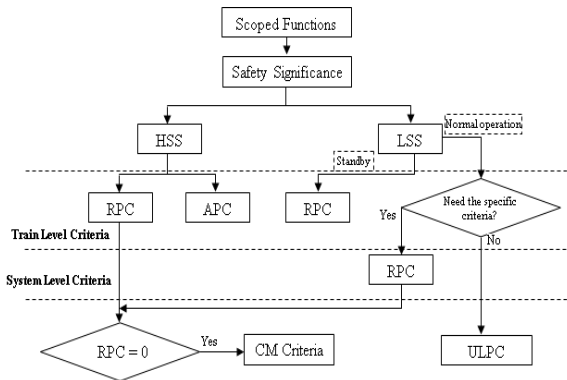 Scoped Functions
Safety Significance
HSS
LSS
Normal operation
Standby
RPC
APC
RPC
Need the specific
criteria?
Yes
No
Train Level Criteria
RPC
System Level Criteria
RPC = 0
Yes
CM Criteria
ULPC